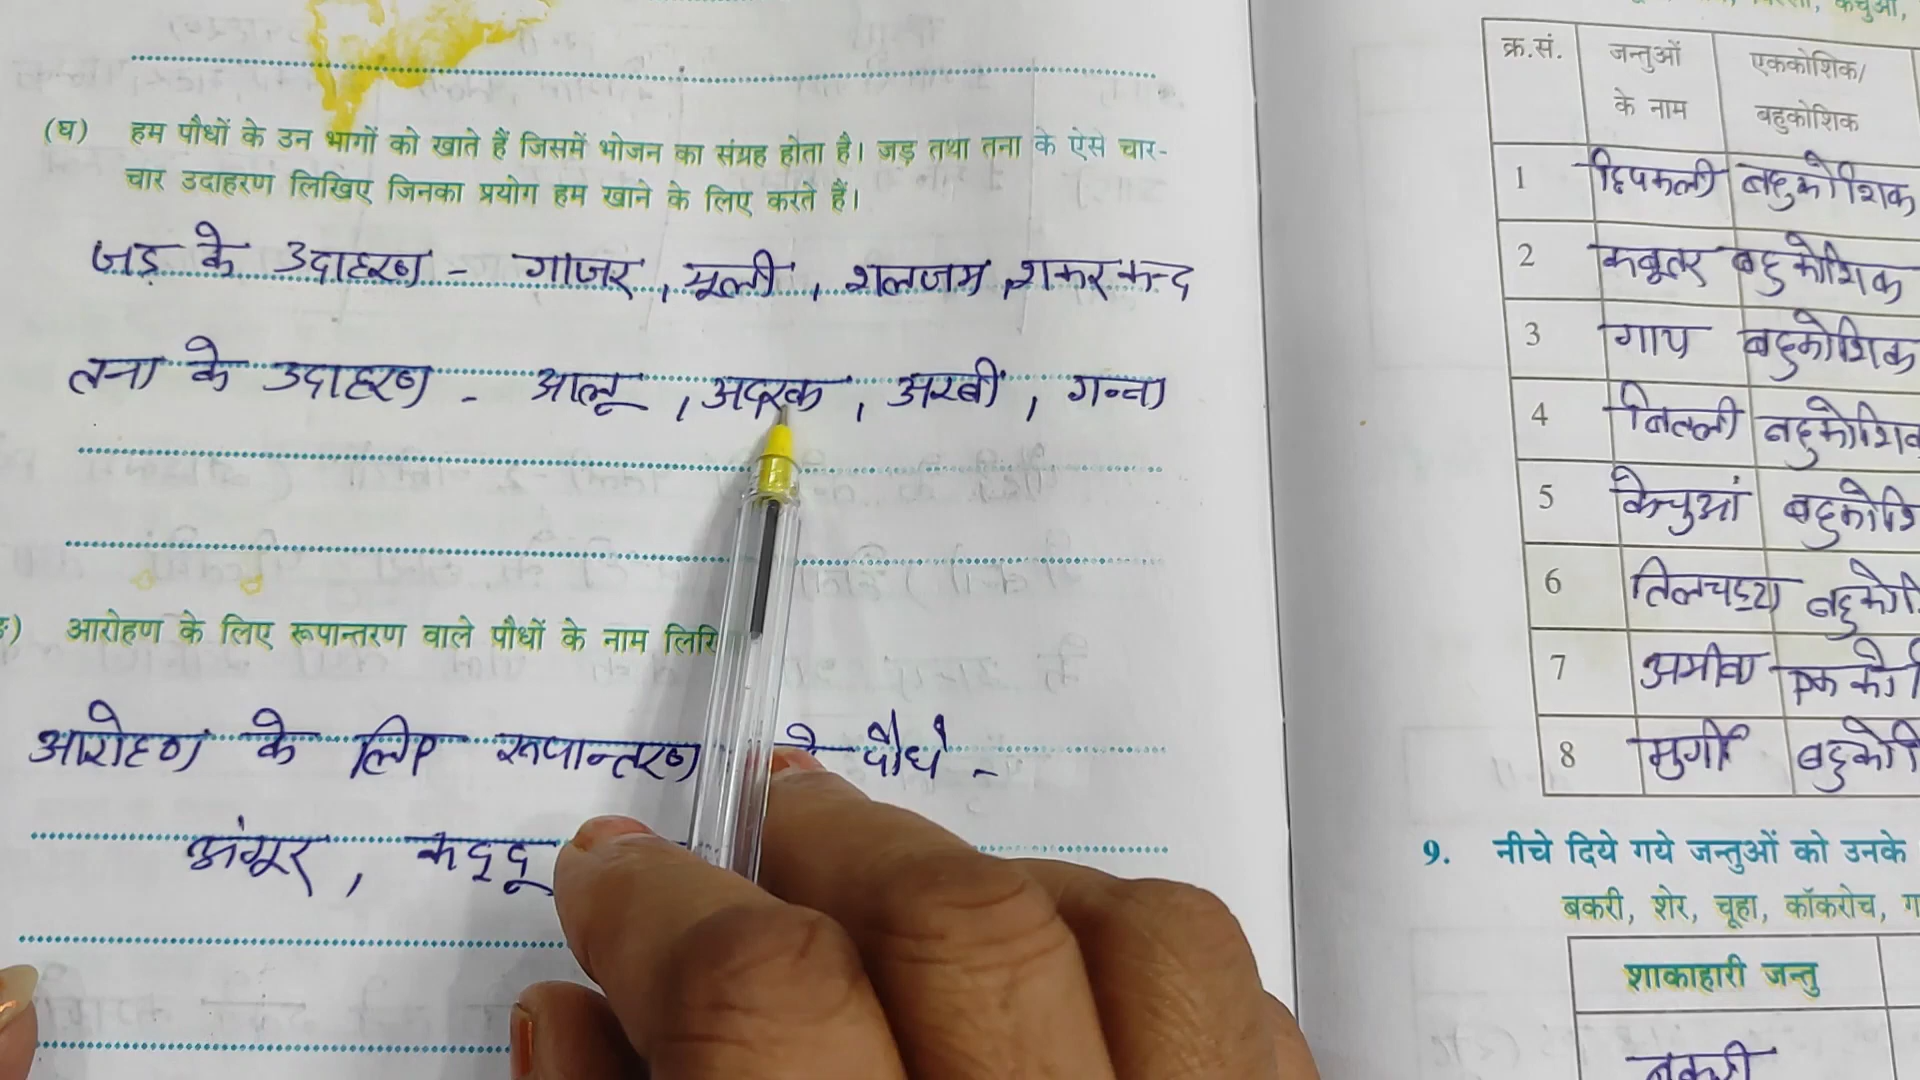 (घ) हम पौधों के उन भागों को खाते हैं जिसमें भोजन का संग्रह होता है। जड़ तथा तना के ऐसे चार-
चार उदाहरण लिखिए जिनका प्रयोग हम खाने के लिए करते हैं।
जड़ के उदाहरण - गाजर, मूली, शलजम, शकरकन्द
तना के उदाहरण - आलू, अदरक, अरबी, गन्ना
आरोहण के लिए रूपान्तरण वाले पौधों के नाम
आरोहण के लिए रूपान्तरण के पौधे -
अंगूर, कद्दू
क्र.सं. जन्तुओं के नाम एककोशिक/ बहुकोशिक
1 छिपकली बहुकोशिक
2 कबूतर बहुकोशिक
3 गाय बहुकोशिक
4 बहुकोशिक
5 केचुआं
6
7 अमीबा
8 मुर्गी
9. नीचे दिये गये जन्तुओं को उनके
बकरी, शेर, चूहा, कॉकरोच,
शाकाहारी जन्तु
बकरी